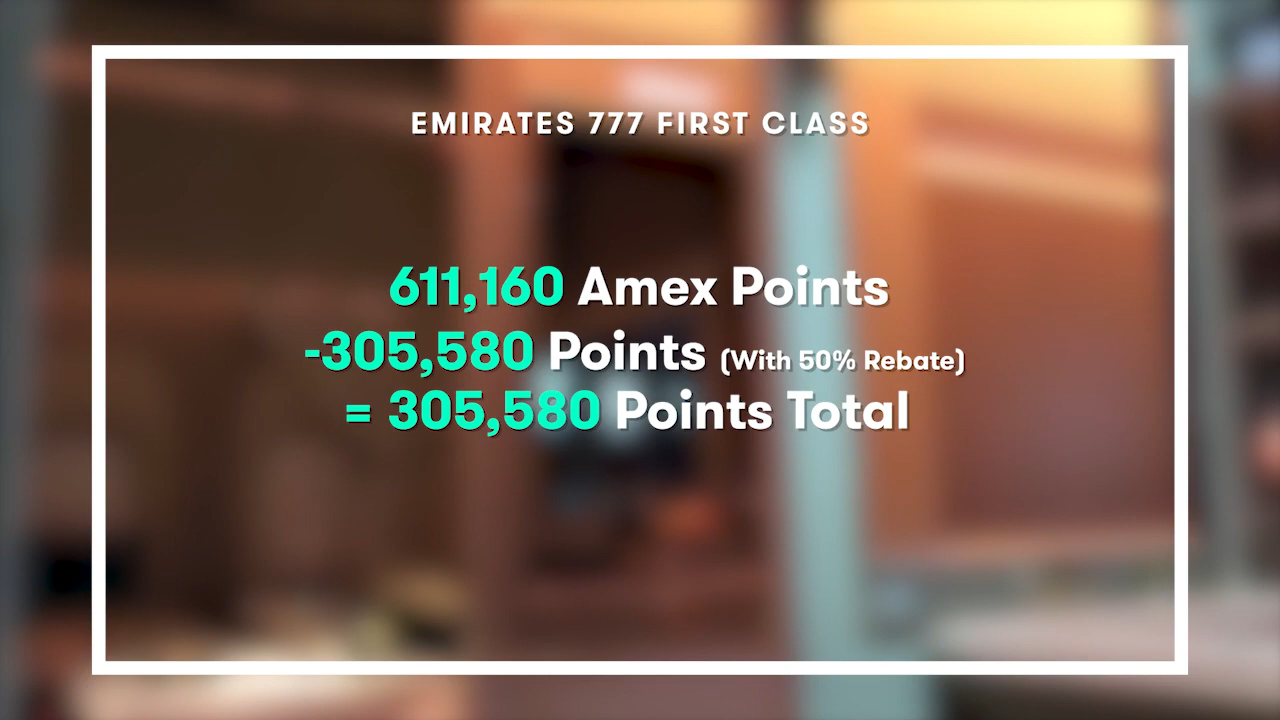 EMIRATES 777 FIRST CLASS
611,160 Amex Points
-305,580 Points (With 50% Rebate)
= 305,580 Points Total